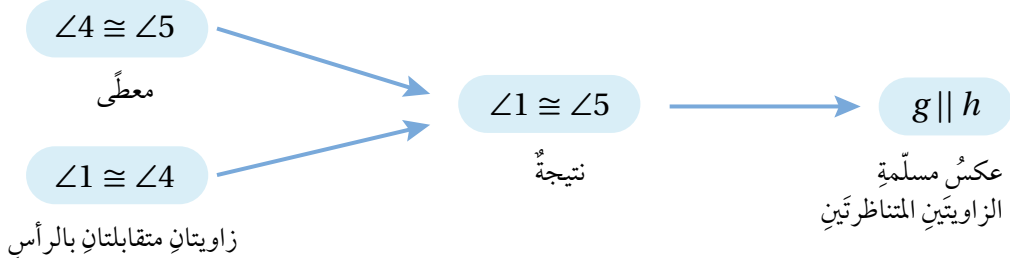 ∠4 ≅ ∠5
معطًى
∠1 ≅ ∠4
زاويتانِ متقابلتانِ بالرأسِ
∠1 ≅ ∠5
نتيجةٌ
g || h
عكسُ مسلّمةِ
الزاويتَينِ المتناظرتَينِ